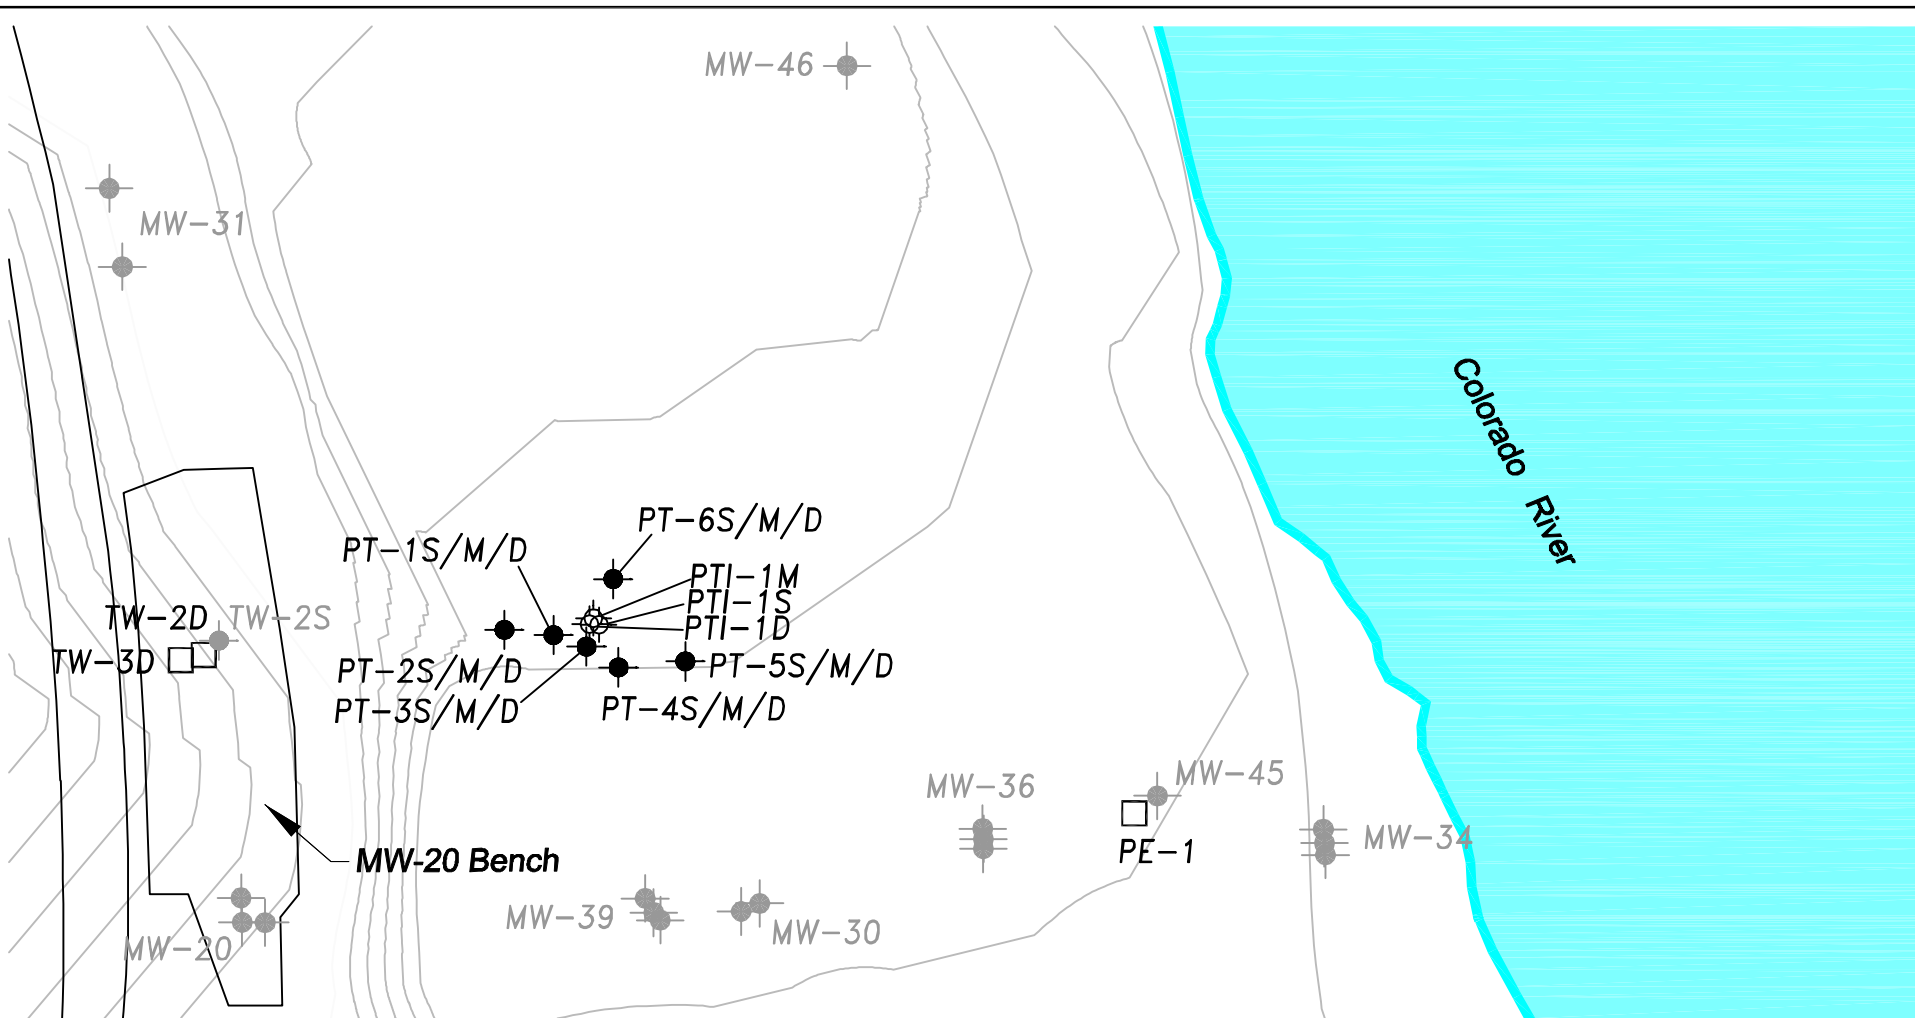 MW-46
MW-31
Colorado River
PT-6S/M/D
PT-1S/M/D
PTI-1M
PTI-1S
TW-2D
TW-2S
PTI-1D
TW-3D
PT-2S/M/D
PT-5S/M/D
PT-3S/M/D
PT-4S/M/D
MW-36
MW-45
MW-34
PE-1
MW-20 Bench
MW-39
MW-30
MW-20